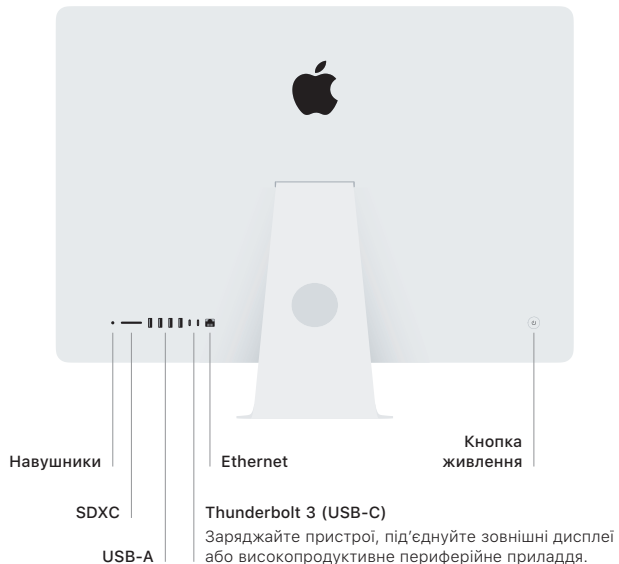 Навушники
Ethernet
Кнопка
живлення
SDXC
Thunderbolt 3 (USB-C)
Заряджайте пристрої, під’єднуйте зовнішні дисплеї
USB-A
або високопродуктивне периферійне приладдя.